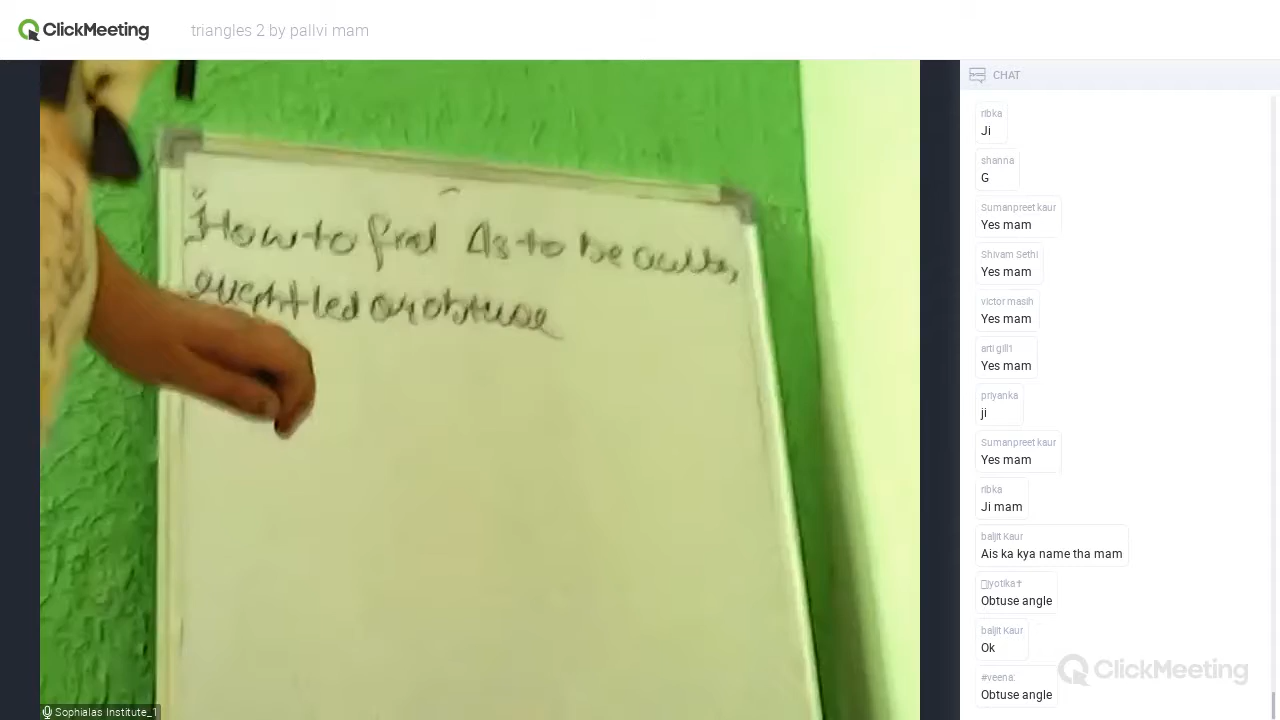 ClickMeeting
triangles 2 by pallvi mam
How to find Δs to be acute,
or obtuse
Sophialas Institute_1
CHAT
ribka
Ji
shanna
G
Sumanpreet kaur
Yes mam
Shivam Sethi
Yes mam
victor masih
Yes mam
arti gill1
Yes mam
priyanka
ji
Sumanpreet kaur
Yes mam
ribka
Ji mam
baljit Kaur
Ais ka kya name tha mam
jyotika✝
Obtuse angle
baljit Kaur
Ok
#veena:
Obtuse angle
ClickMeeting